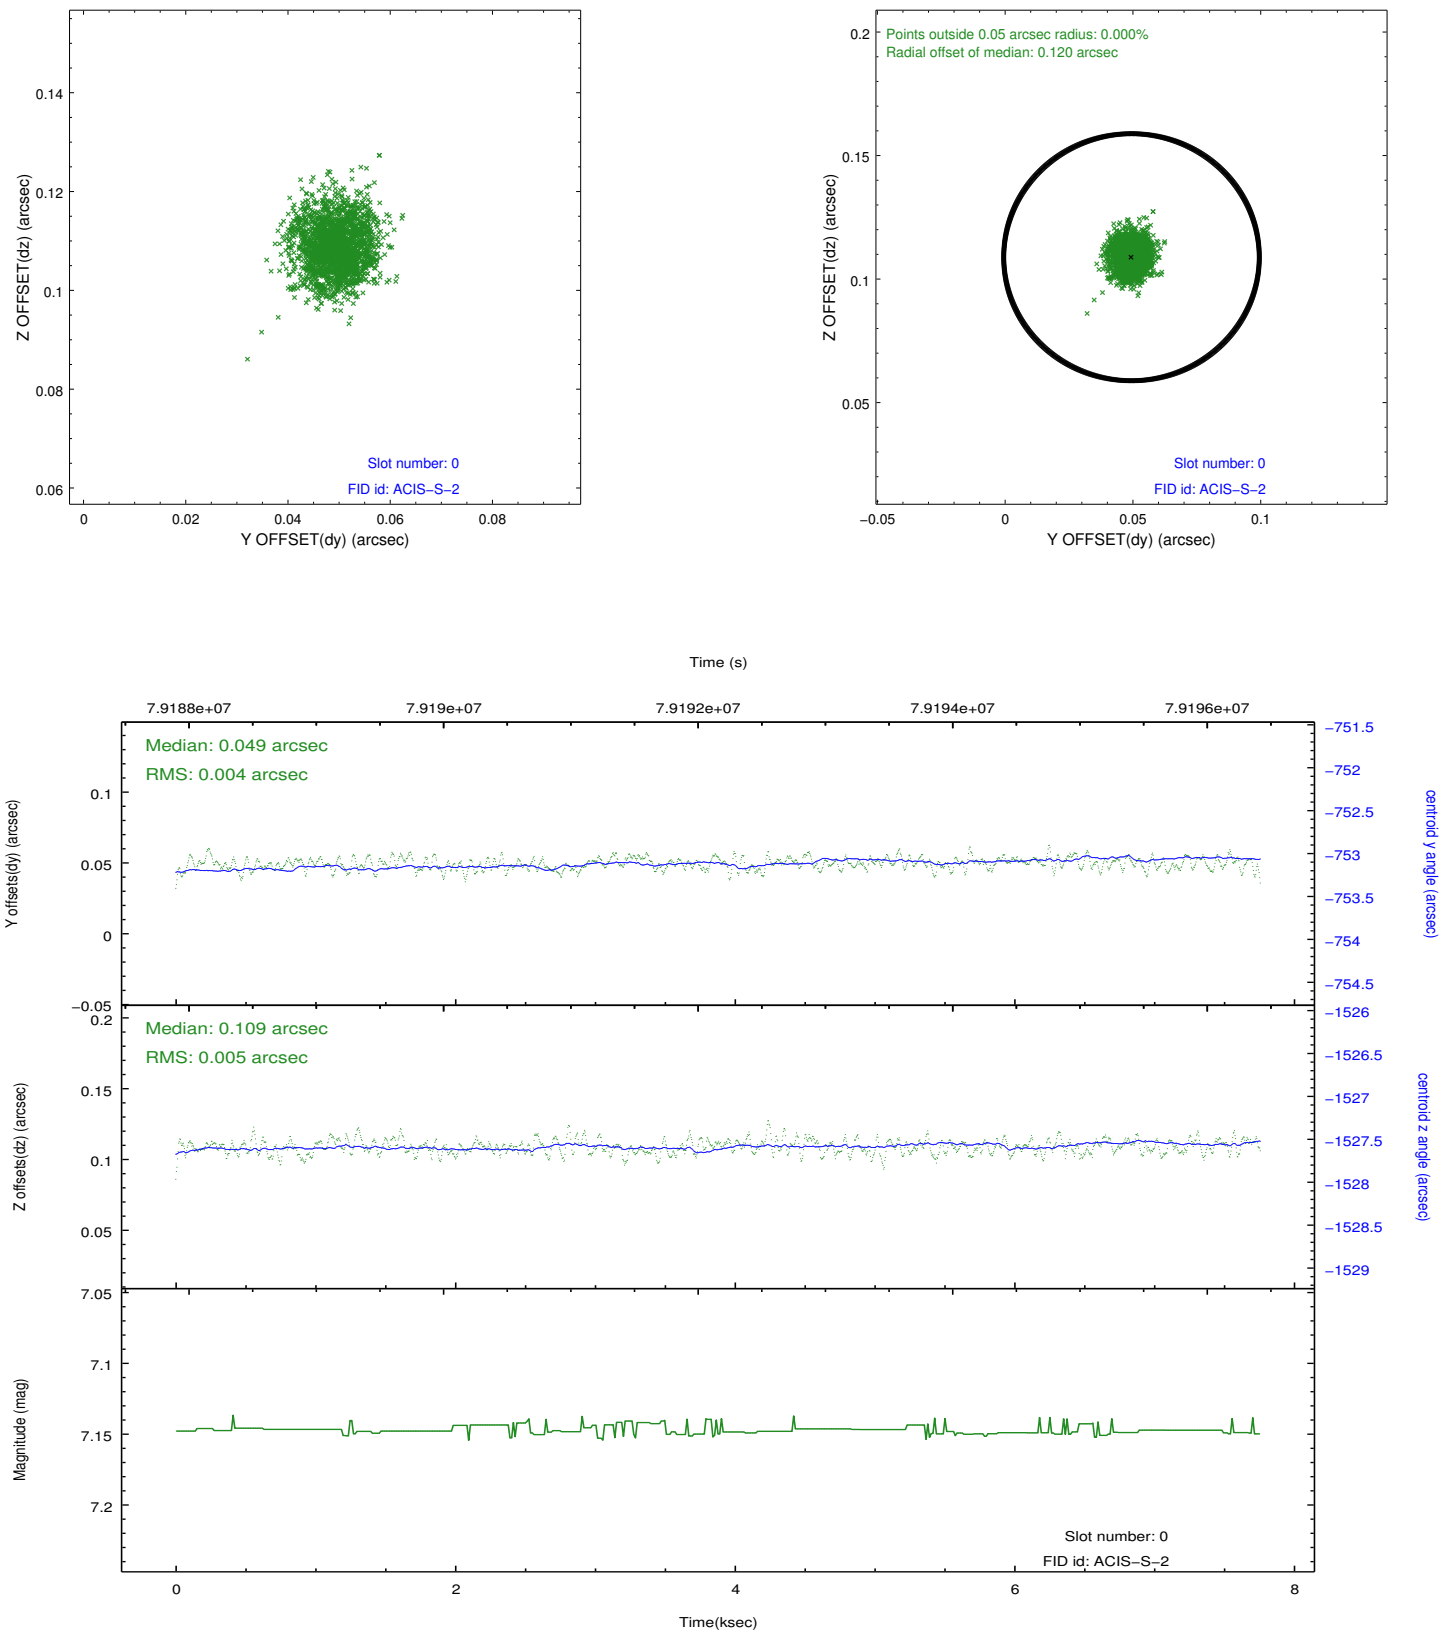 0.14
0.12
0.1
0.08
0.06
Z OFFSET(dz) (arcsec)
Slot number: 0
FID id: ACIS−S−2
0 0.02 0.04 0.06 0.08
Y OFFSET(dy) (arcsec)
Points outside 0.05 arcsec radius: 0.000%
Radial offset of median: 0.120 arcsec
0.2
0.15
0.1
0.05
Z OFFSET(dz) (arcsec)
Slot number: 0
FID id: ACIS−S−2
−0.05 0 0.05 0.1
Y OFFSET(dy) (arcsec)
Time (s)
7.9188e+07 7.919e+07 7.9192e+07 7.9194e+07 7.9196e+07
Median: 0.049 arcsec
RMS: 0.004 arcsec
0.1
0.05
0
−0.05
Y offsets(dy) (arcsec)
−751.5
−752
−752.5
−753
−753.5
−754
−754.5
centroid y angle (arcsec)
Median: 0.109 arcsec
RMS: 0.005 arcsec
0.2
0.15
0.1
0.05
Z offsets(dz) (arcsec)
−1526
−1526.5
−1527
−1527.5
−1528
−1528.5
−1529
centroid z angle (arcsec)
7.05
7.1
7.15
7.2
Magnitude (mag)
Slot number: 0
FID id: ACIS−S−2
0 2 4 6 8
Time(ksec)